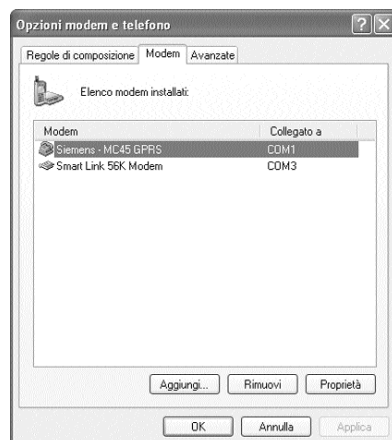 Opzioni modem e telefono
Regole di composizione Modem Avanzate
Elenco modem installati:
Modem Collegato a
Siemens - MC45 GPRS COM1
Smart Link 56K Modem COM3
Aggiungi... Rimuovi Proprietà
OK Annulla Applica